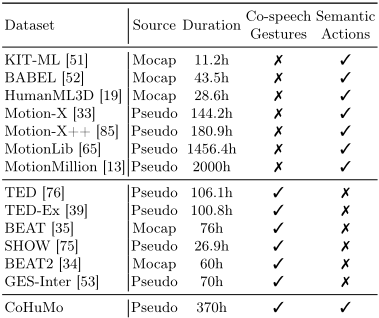 Dataset Source Duration Co-speech Gestures Semantic Actions
KIT-ML [51] Mocap 11.2h ✗ ✓
BABEL [52] Mocap 43.5h ✗ ✓
HumanML3D [19] Mocap 28.6h ✗ ✓
Motion-X [33] Pseudo 144.2h ✗ ✓
Motion-X++ [85] Pseudo 180.9h ✗ ✓
MotionLib [65] Pseudo 1456.4h ✗ ✓
MotionMillion [13] Pseudo 2000h ✗ ✓
TED [76] Pseudo 106.1h ✓ ✗
TED-Ex [39] Pseudo 100.8h ✓ ✗
BEAT [35] Mocap 76h ✓ ✗
SHOW [75] Pseudo 26.9h ✓ ✗
BEAT2 [34] Mocap 60h ✓ ✗
GES-Inter [53] Pseudo 70h ✓ ✗
CoHuMo Pseudo 370h ✓ ✓